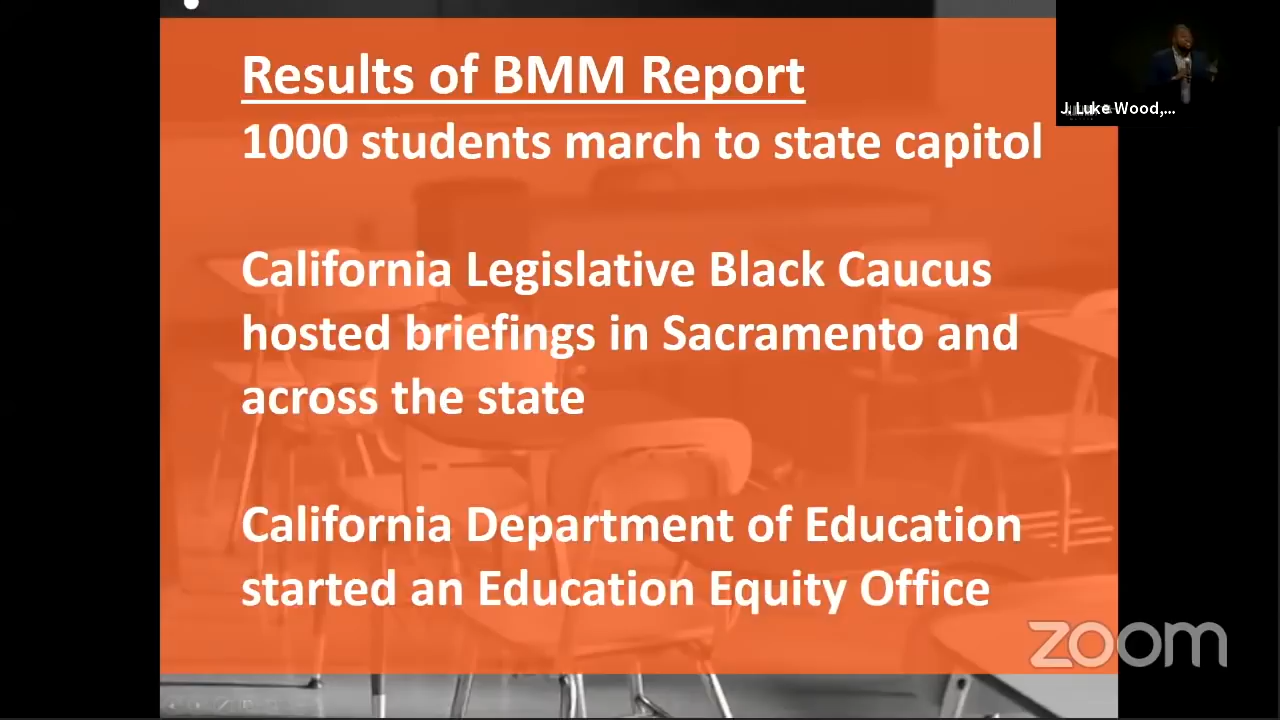 Results of BMM Report
1000 students march to state capitol
California Legislative Black Caucus
hosted briefings in Sacramento and
across the state
California Department of Education
started an Education Equity Office
J. Luke Wood,...
zoom